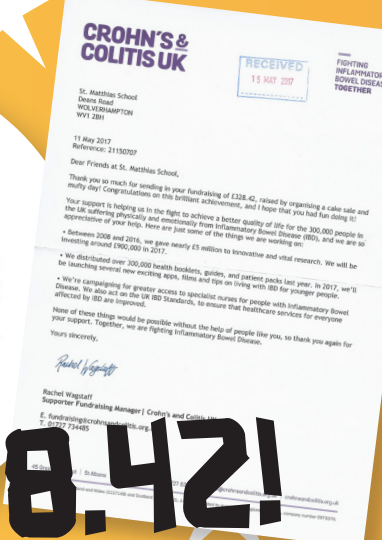 CROHN'S &
COLITIS UK
FIGHTING
INFLAMMATORY
BOWEL DISEASE
TOGETHER
RECEIVED
15 MAY 2017
St. Matthias School
Deans Road
WOLVERHAMPTON
WV1 2BH
11 May 2017
Reference: 21150707
Dear Friends at St. Matthias School,
Thank you so much for sending in your fundraising of £328.42, raised by organising a cake sale and
mufty day! Congratulations on this brilliant achievement, and I hope that you had fun doing it!
Your support is helping us in the fight to achieve a better quality of life for the 300,000 people in
the UK suffering physically and emotionally from Inflammatory Bowel Disease (IBD), and we are so
appreciative of your help. Here are just some of the things we are working on:
• Between 2008 and 2016, we gave nearly £5 million to innovative and vital research. We will be
investing around £900,000 in 2017.
• We distributed over 300,000 health booklets, guides, and patient packs last year. In 2017, we'll
be launching several new exciting apps, films and tips on living with IBD for younger people.
• We're campaigning for greater access to specialist nurses for people with Inflammatory Bowel
Disease. We also act on the UK IBD Standards, to ensure that healthcare services for everyone
affected by IBD are improved.
None of these things would be possible without the help of people like you, so thank you again for
your support. Together, we are fighting Inflammatory Bowel Disease.
Yours sincerely,
Rachel Wagstaff
Rachel Wagstaff
Supporter Fundraising Manager | Crohn's and Colitis UK
E. fundraising@crohnsandcolitis.org.
T. 01727 734485
St Albans
crohnsandcolitis.org.uk
8.42!